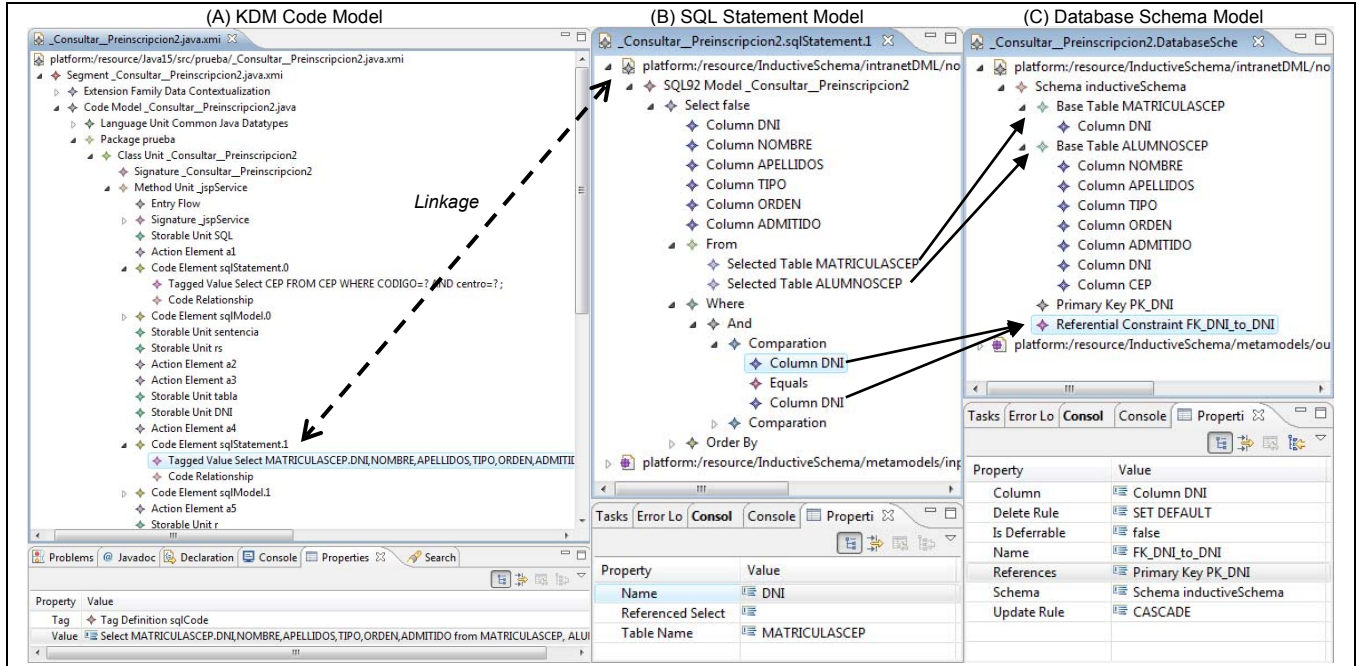 (A) KDM Code Model
_Consultar__Preinscripcion2.java.xmi
platform:/resource/Java15/src/prueba/_Consultar__Preinscripcion2.java.xmi
Segment _Consultar__Preinscripcion2.java.xmi
Extension Family Data Contextualization
Code Model _Consultar__Preinscripcion2.java
Language Unit Common Java Datatypes
Package prueba
Class Unit _Consultar__Preinscripcion2
Signature _Consultar__Preinscripcion2
Method Unit _jspService
Entry Flow
Signature _jspService
Storable Unit SQL
Action Element a1
Code Element sqlStatement.0
Tagged Value Select CEP FROM CEP WHERE CODIGO=? AND centro=? ;
Code Relationship
Code Element sqlModel.0
Storable Unit sentencia
Storable Unit rs
Action Element a2
Action Element a3
Storable Unit tabla
Storable Unit DNI
Action Element a4
Code Element sqlStatement.1
Tagged Value Select MATRICULASCEP.DNI,NOMBRE,APELLIDOS,TIPO,ORDEN,ADMITID
Code Relationship
Code Element sqlModel.1
Action Element a5
Storable Unit r
Problems @ Javadoc Declaration Console Properties Search
Property Value
Tag Tag Definition sqlCode
Value Select MATRICULASCEP.DNI,NOMBRE,APELLIDOS,TIPO,ORDEN,ADMITIDO from MATRICULASCEP, ALU
Linkage
(B) SQL Statement Model
_Consultar__Preinscripcion2.sqlStatement.1
platform:/resource/InductiveSchema/intranetDML/no
SQL92 Model _Consultar__Preinscripcion2
Select false
Column DNI
Column NOMBRE
Column APELLIDOS
Column TIPO
Column ORDEN
Column ADMITIDO
From
Selected Table MATRICULASCEP
Selected Table ALUMNOSCEP
Where
And
Comparation
Column DNI
Equals
Column DNI
Comparation
Order By
platform:/resource/InductiveSchema/metamodels/inp
Tasks Error Lo Consol Console Properti
Property Value
Name DNI
Referenced Select
Table Name MATRICULASCEP
(C) Database Schema Model
_Consultar__Preinscripcion2.DatabaseSche
platform:/resource/InductiveSchema/intranetDML/no
Schema inductiveSchema
Base Table MATRICULASCEP
Column DNI
Base Table ALUMNOSCEP
Column NOMBRE
Column APELLIDOS
Column TIPO
Column ORDEN
Column ADMITIDO
Column DNI
Column CEP
Primary Key PK_DNI
Referential Constraint FK_DNI_to_DNI
platform:/resource/InductiveSchema/metamodels/ou
Tasks Error Lo Consol Console Properti
Property Value
Column Column DNI
Delete Rule SET DEFAULT
Is Deferrable false
Name FK_DNI_to_DNI
References Primary Key PK_DNI
Schema Schema inductiveSchema
Update Rule CASCADE